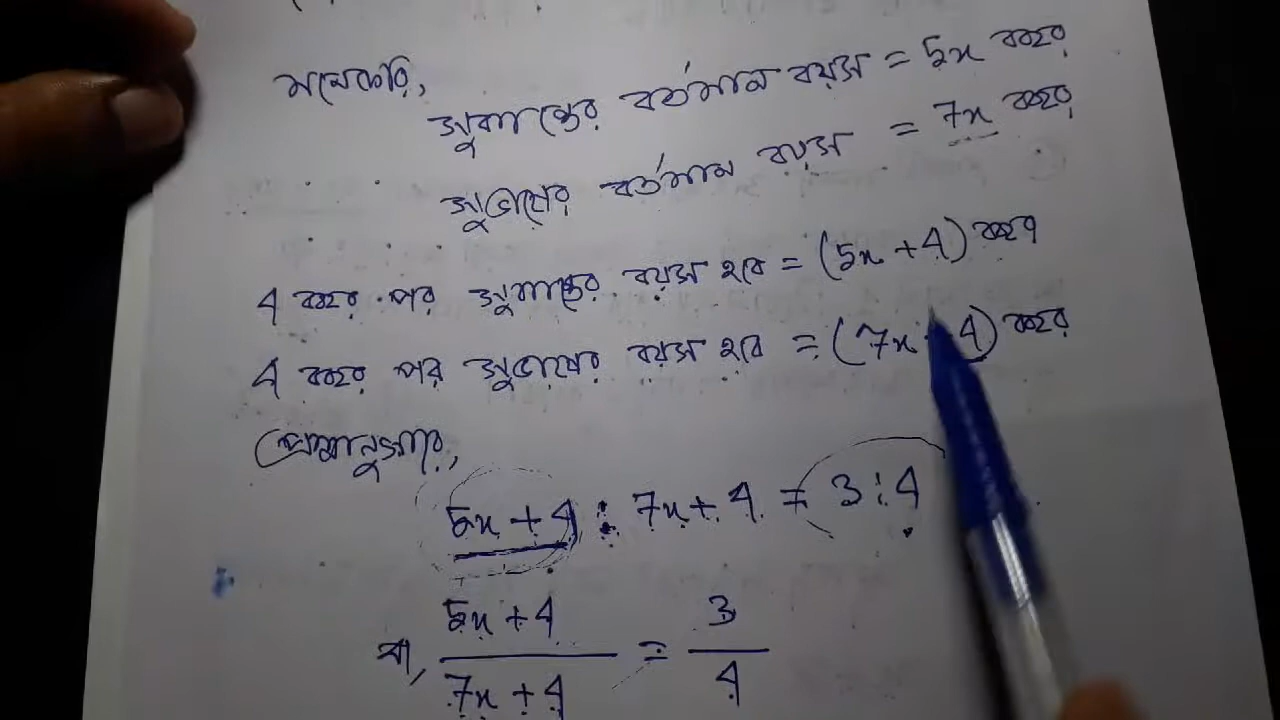 মনেকরি,
সুকান্তের বর্তমান বয়স = 5x বছর
সুভাষের বর্তমান বয়স = 7x বছর
4 বছর পর সুকান্তের বয়স হবে = (5x + 4) বছর
4 বছর পর সুভাষের বয়স হবে = (7x + 4) বছর
প্রশ্নানুসারে,
5x + 4 : 7x + 4 = 3 : 4
বা, 5x + 4 / 7x + 4 = 3 / 4